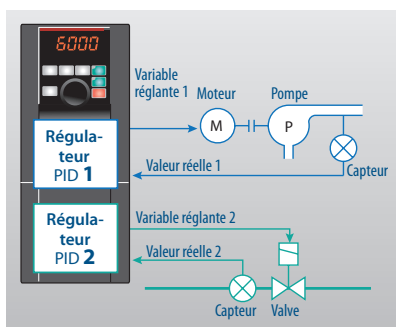 6000
Variable
réglante 1
Moteur
Pompe
M
P
Régula-
teur
PID 1
Valeur réelle 1
Capteur
Régula-
teur
PID 2
Variable réglante 2
Valeur réelle 2
Capteur
Valve